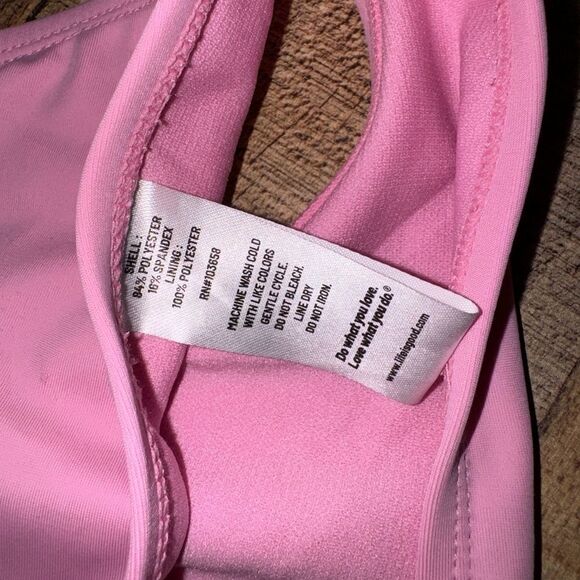 SHELL :
84% POLYESTER
16% SPANDEX
LINING :
100% POLYESTER
RN#103658
MACHINE WASH COLD
WITH LIKE COLORS
GENTLE CYCLE.
DO NOT BLEACH.
LINE DRY
DO NOT IRON.
Do what you love.
Love what you do.®
www.lifeisgood.com